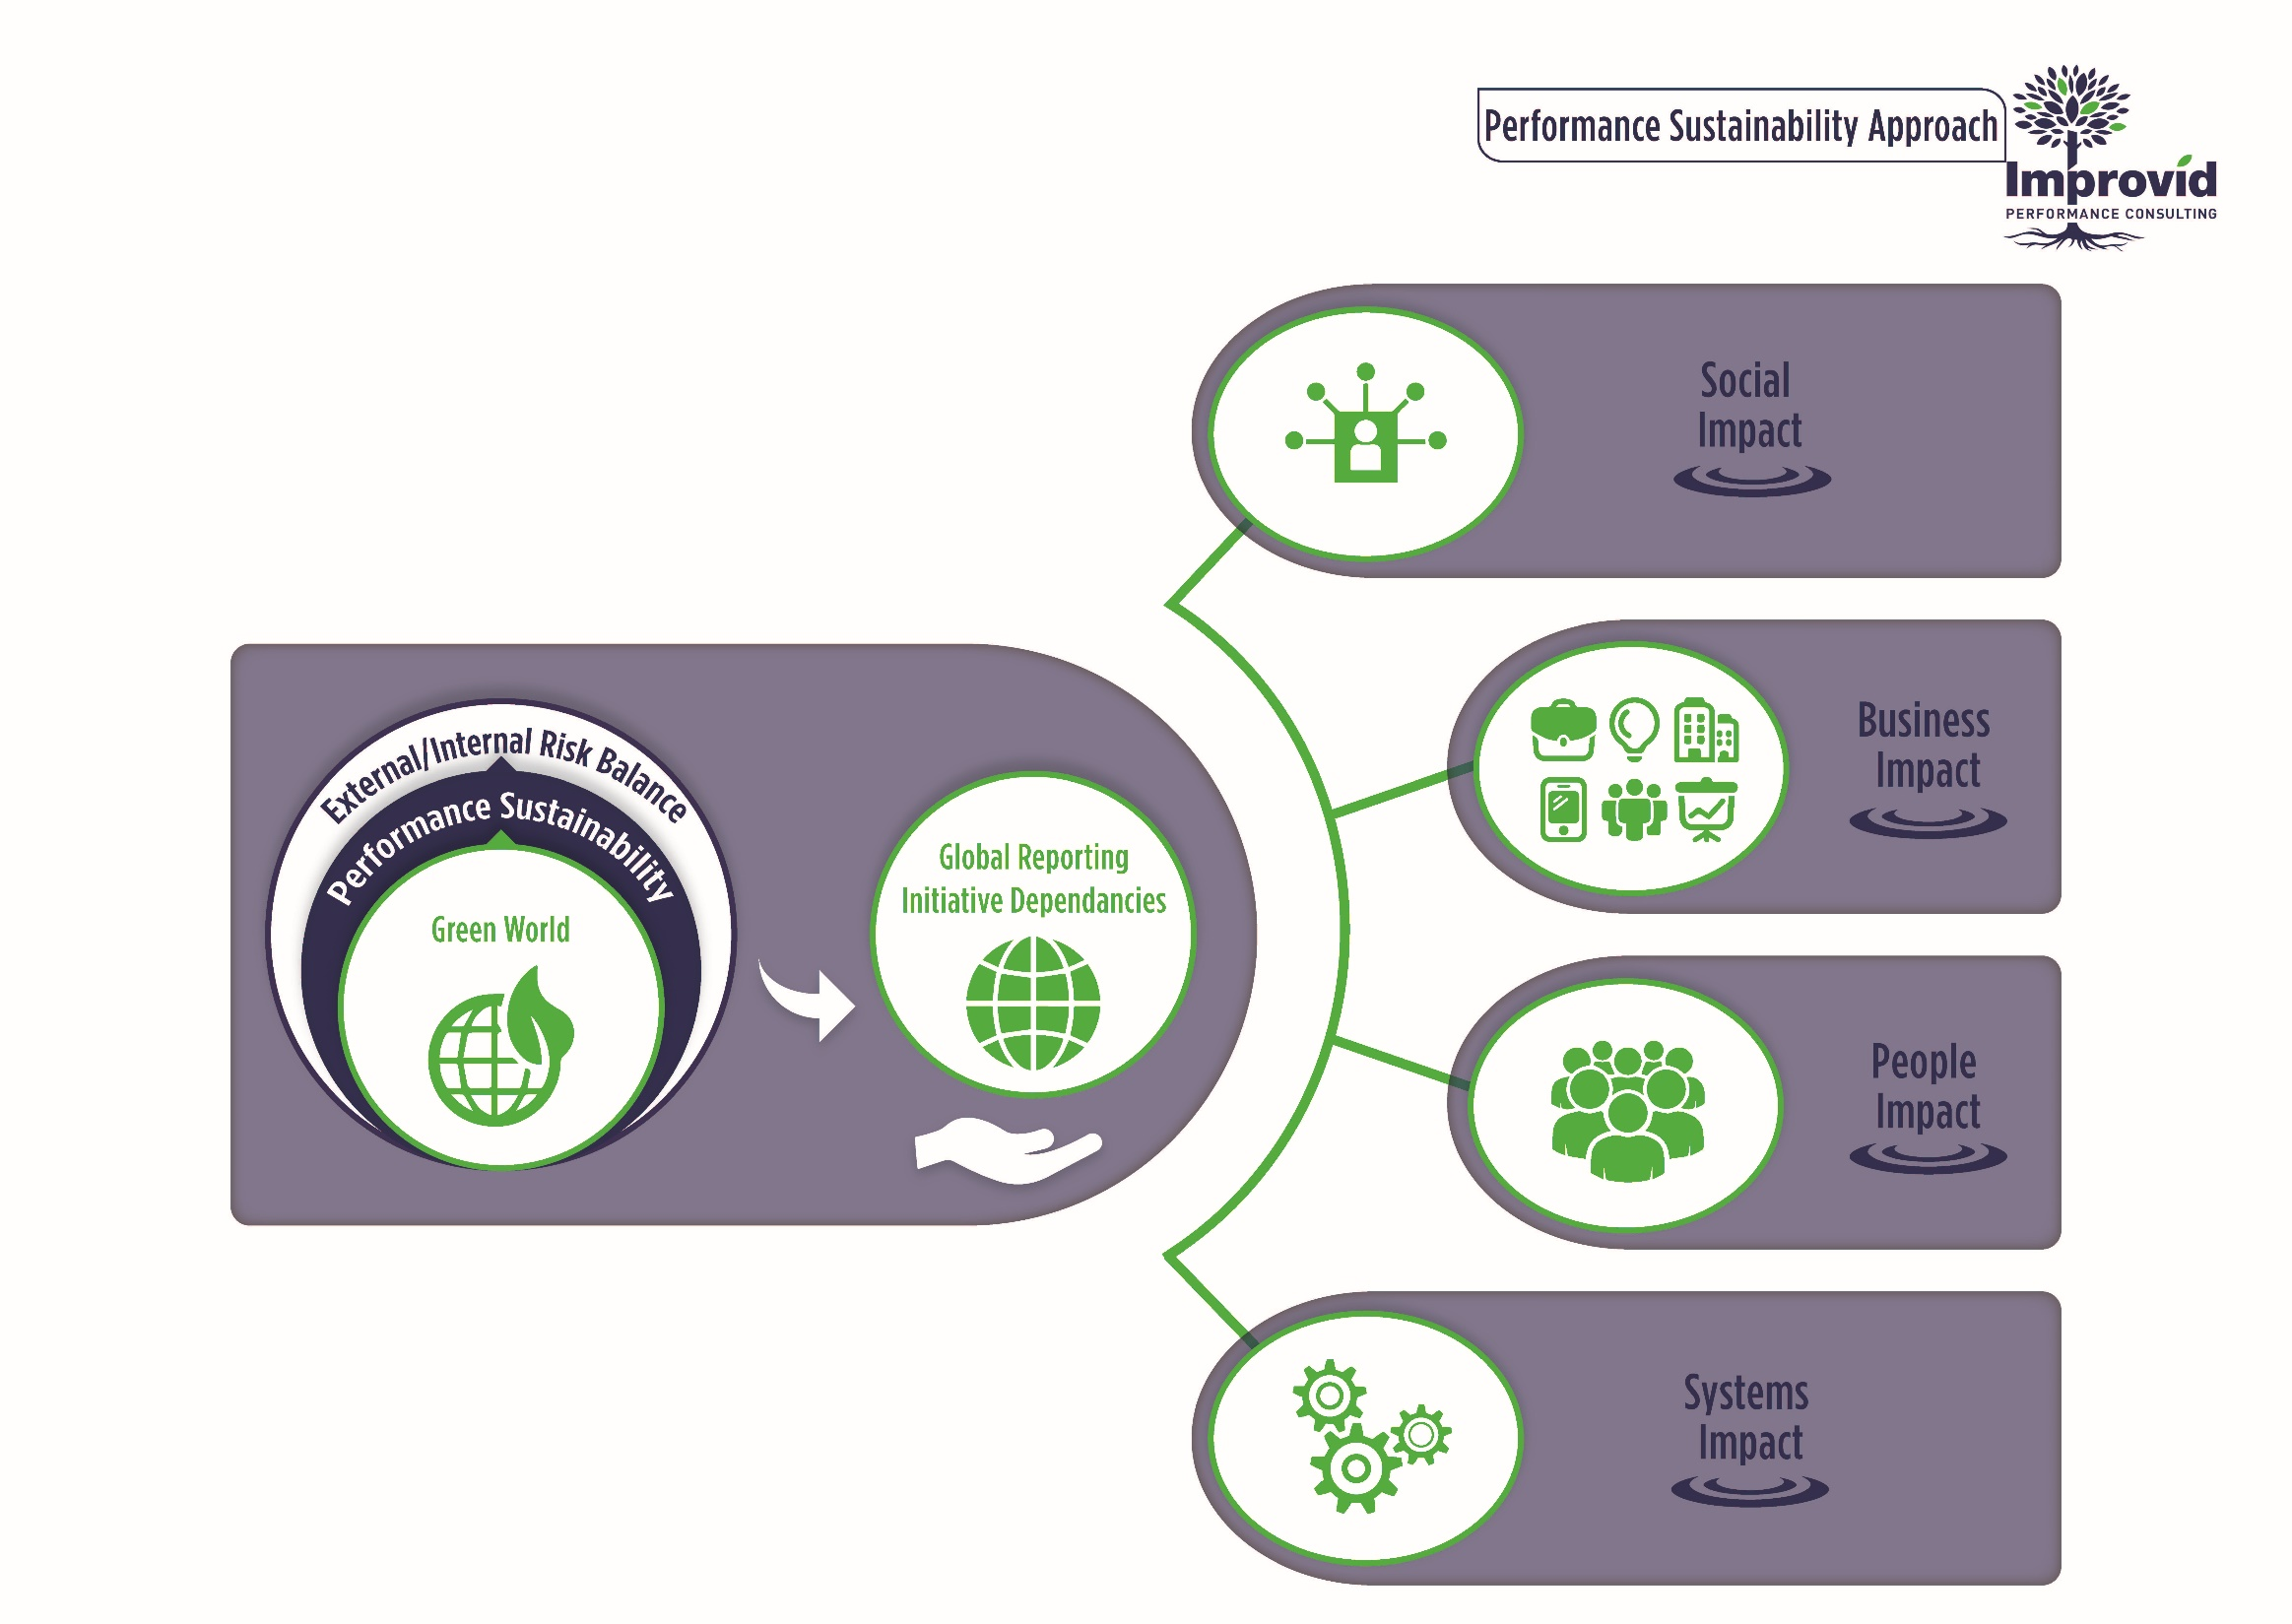 Performance Sustainability Approach
Improvid
PERFORMANCE CONSULTING
Social
Impact
External/Internal Risk Balance
Performance Sustainability
Green World
Global Reporting
Initiative Dependancies
Business
Impact
People
Impact
Systems
Impact